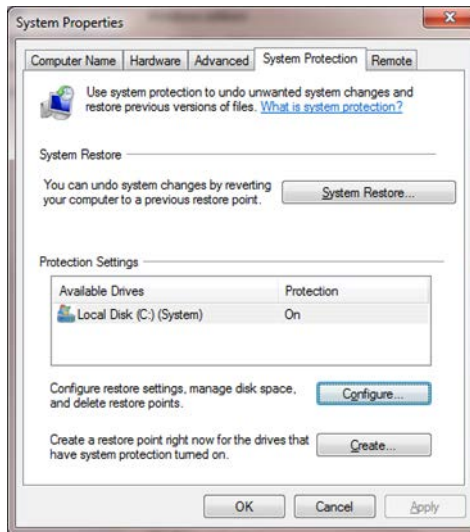 System Properties
Computer Name Hardware Advanced System Protection Remote
Use system protection to undo unwanted system changes and
restore previous versions of files. What is system protection?
System Restore
You can undo system changes by reverting
your computer to a previous restore point.
System Restore...
Protection Settings
Available Drives Protection
Local Disk (C:) (System) On
Configure restore settings, manage disk space,
and delete restore points.
Configure...
Create a restore point right now for the drives that
have system protection turned on.
Create...
OK Cancel Apply